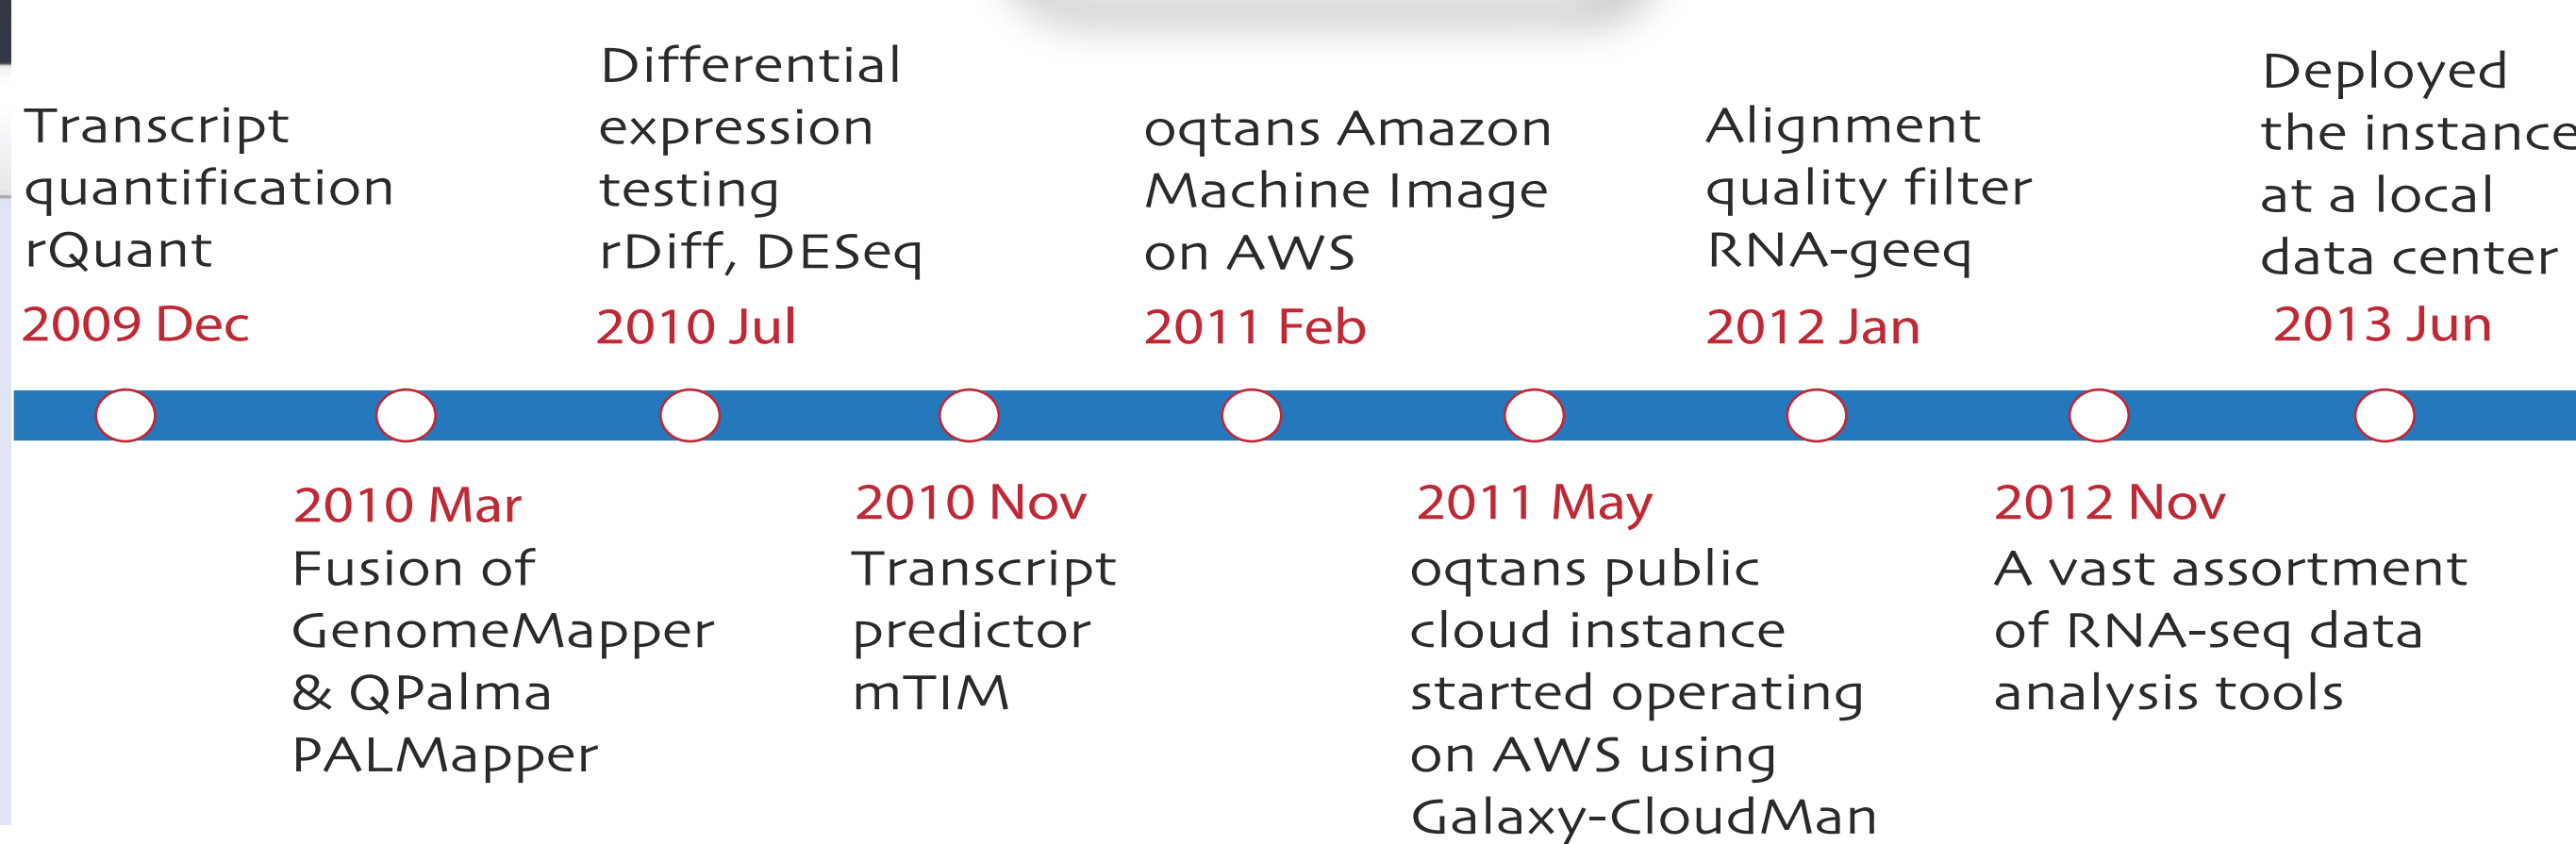 Transcript
quantification
rQuant
2009 Dec
Differential
expression
testing
rDiff, DESeq
2010 Jul
oqtans Amazon
Machine Image
on AWS
2011 Feb
Alignment
quality filter
RNA-geeq
2012 Jan
Deployed
the instance
at a local
data center
2013 Jun
2010 Mar
Fusion of
GenomeMapper
& QPalma
PALMapper
2010 Nov
Transcript
predictor
mTIM
2011 May
oqtans public
cloud instance
started operating
on AWS using
Galaxy-CloudMan
2012 Nov
A vast assortment
of RNA-seq data
analysis tools